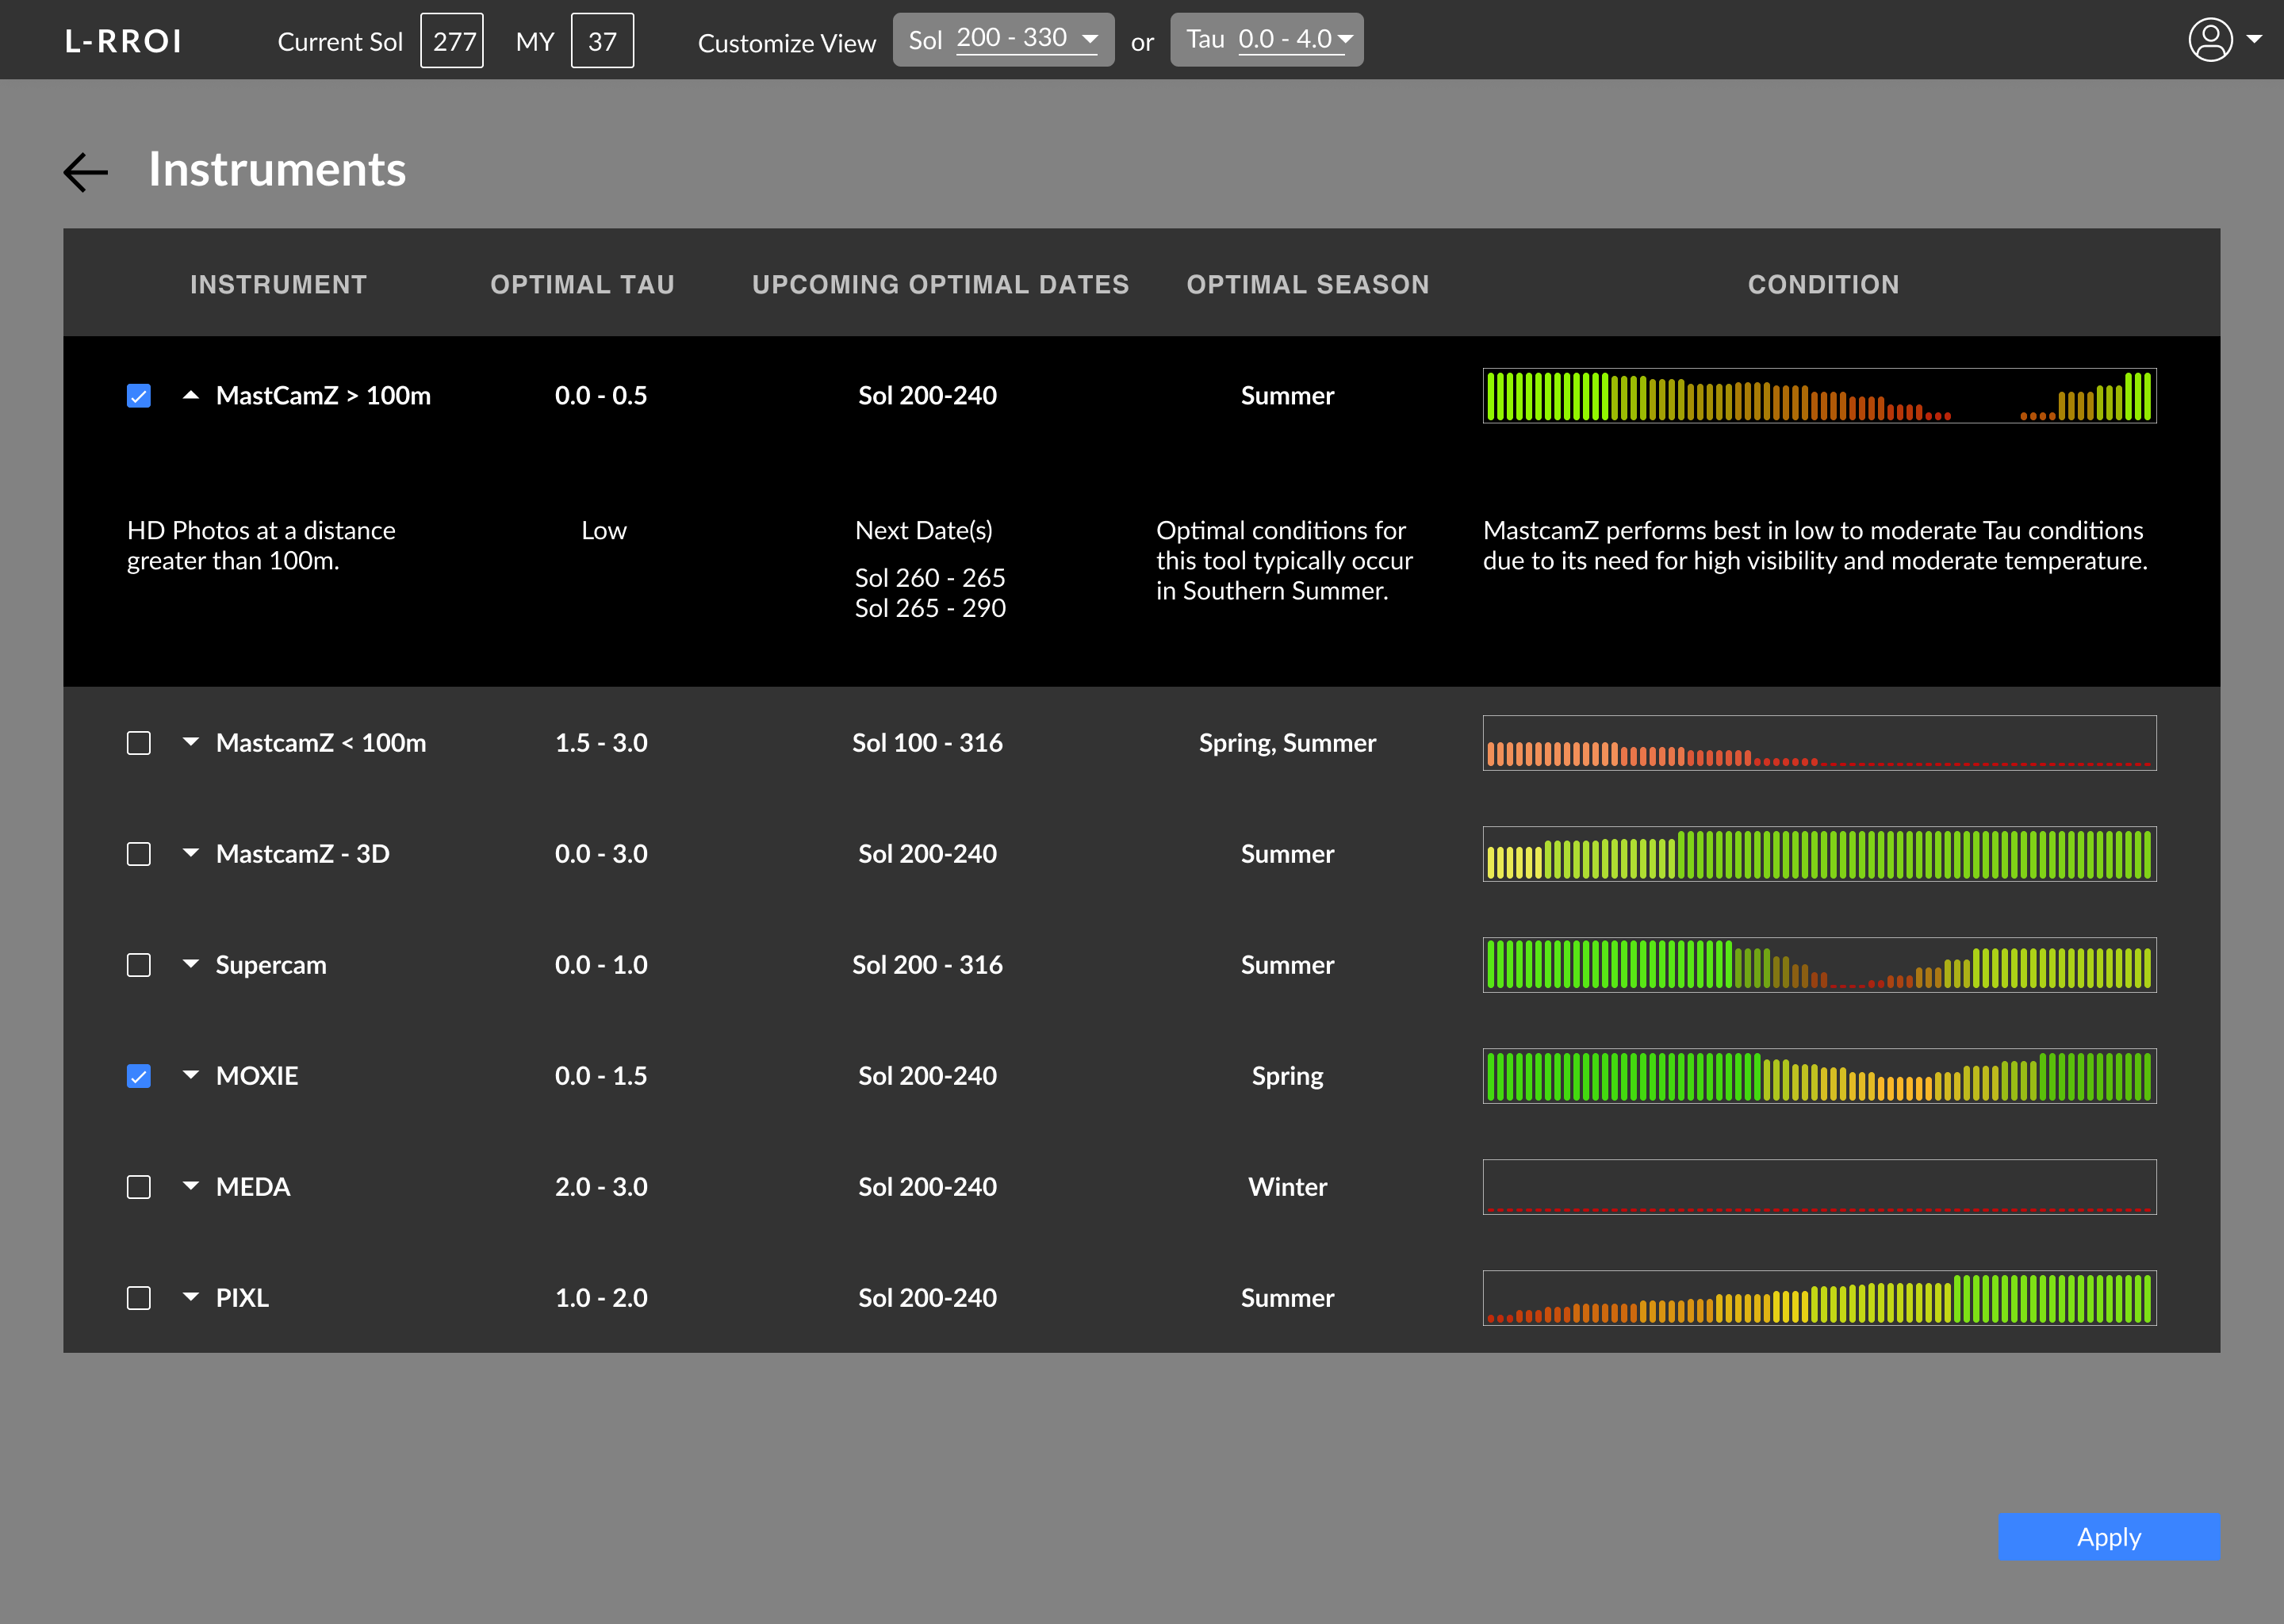 L-RROI Current Sol 277 MY 37 Customize View Sol 200 - 330 or Tau 0.0 - 4.0
Instruments
INSTRUMENT OPTIMAL TAU UPCOMING OPTIMAL DATES OPTIMAL SEASON CONDITION
MastCamZ > 100m 0.0 - 0.5 Sol 200-240 Summer
HD Photos at a distance
greater than 100m.
Low
Next Date(s)
Sol 260 - 265
Sol 265 - 290
Optimal conditions for
this tool typically occur
in Southern Summer.
MastcamZ performs best in low to moderate Tau conditions
due to its need for high visibility and moderate temperature.
MastcamZ < 100m 1.5 - 3.0 Sol 100 - 316 Spring, Summer
MastcamZ - 3D 0.0 - 3.0 Sol 200-240 Summer
Supercam 0.0 - 1.0 Sol 200 - 316 Summer
MOXIE 0.0 - 1.5 Sol 200-240 Spring
MEDA 2.0 - 3.0 Sol 200-240 Winter
PIXL 1.0 - 2.0 Sol 200-240 Summer
Apply